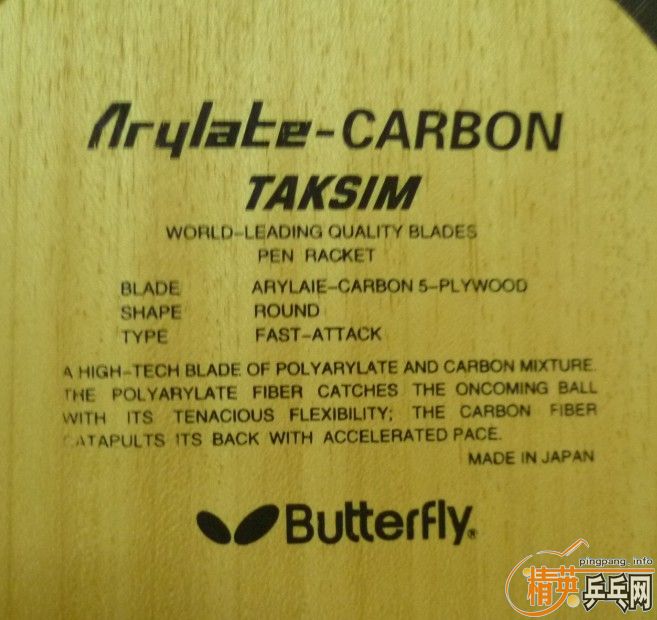 Arylate-CARBON
TAKSIM
WORLD-LEADING QUALITY BLADES
PEN RACKET
BLADE ARYLAIE-CARBON 5-PLYWOOD
SHAPE ROUND
TYPE FAST-ATTACK
A HIGH-TECH BLADE OF POLYARYLATE AND CARBON MIXTURE.
THE POLYARYLATE FIBER CATCHES THE ONCOMING BALL
WITH ITS TENACIOUS FLEXIBILITY; THE CARBON FIBER
CATAPULTS ITS BACK WITH ACCELERATED PACE.
MADE IN JAPAN
Butterfly®
pingpang.info
精英乒乓网